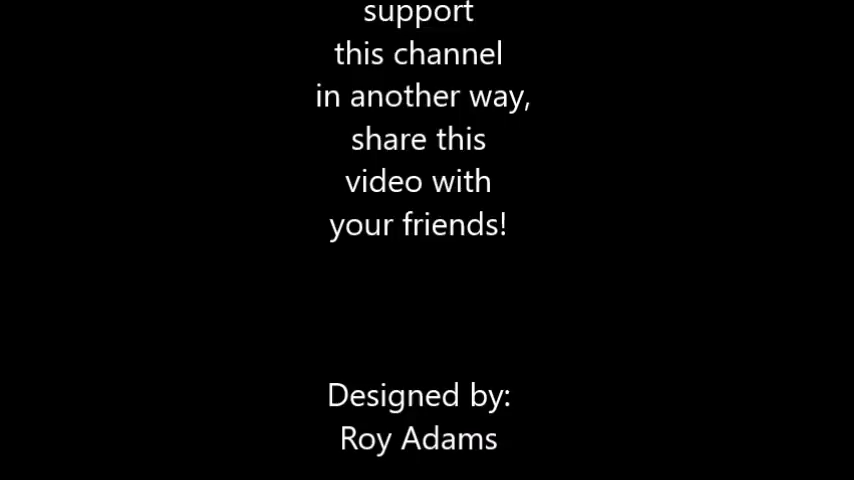 support
this channel
in another way,
share this
video with
your friends!
Designed by:
Roy Adams